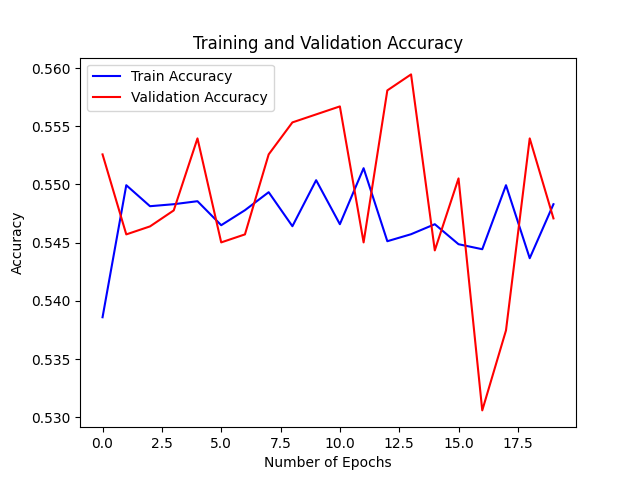 Training and Validation Accuracy
Train Accuracy
Validation Accuracy
0.560
0.555
0.550
0.545
0.540
0.535
0.530
Accuracy
0.0 2.5 5.0 7.5 10.0 12.5 15.0 17.5
Number of Epochs